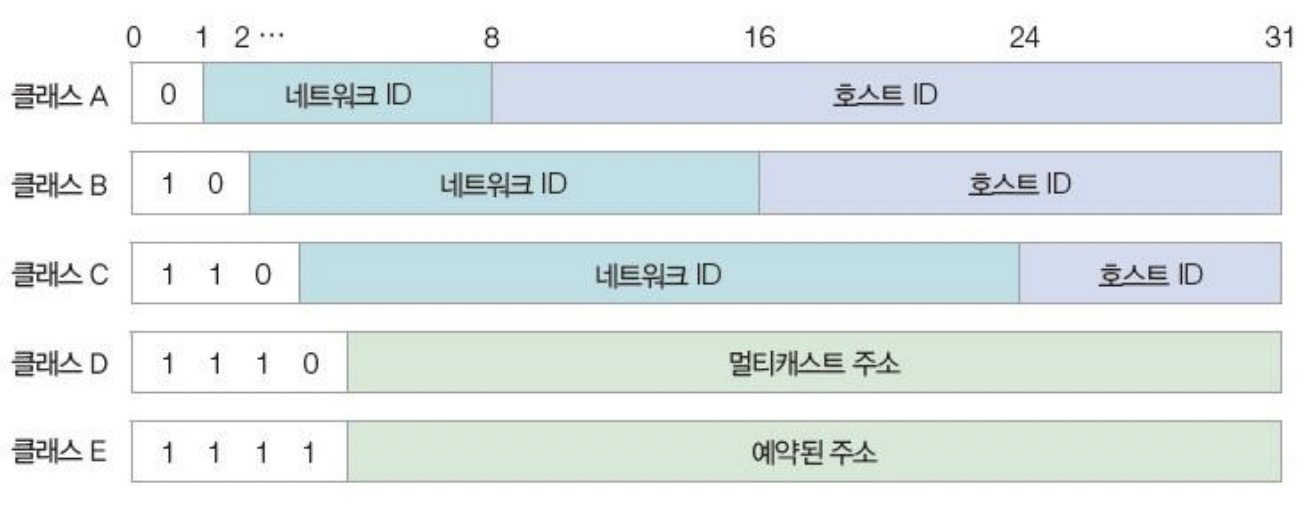 0 1 2 ··· 8 16 24 31
클래스 A 0 네트워크 ID 호스트 ID
클래스 B 1 0 네트워크 ID 호스트 ID
클래스 C 1 1 0 네트워크 ID 호스트 ID
클래스 D 1 1 1 0 멀티캐스트 주소
클래스 E 1 1 1 1 예약된 주소